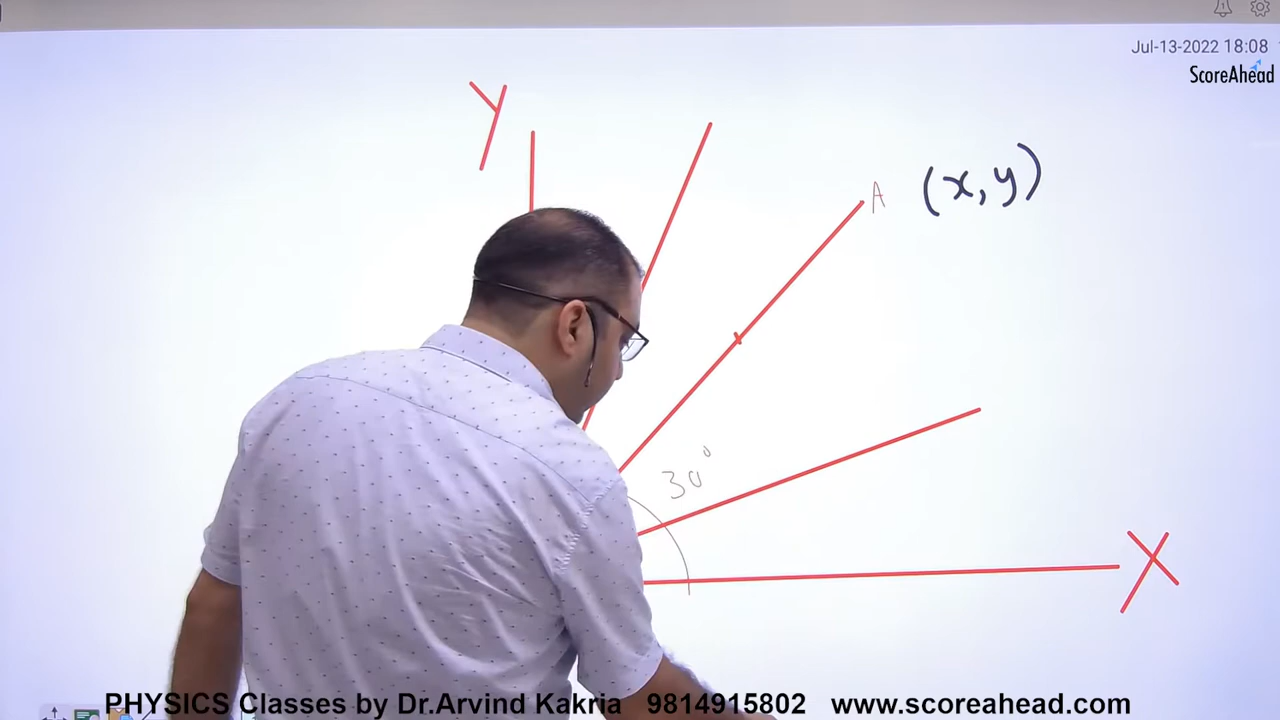 Jul-13-2022 18:08
ScoreAhead
Y
A (x,y)
30°
X
PHYSICS Classes by Dr.Arvind Kakria 9814915802 www.scoreahead.com